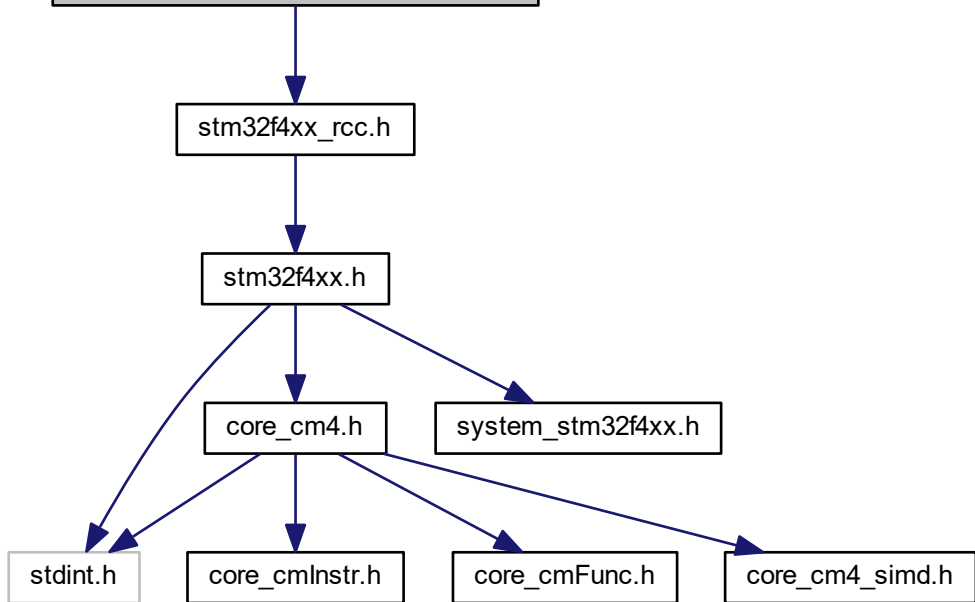 stm32f4xx_rcc.h
stm32f4xx.h
core_cm4.h
system_stm32f4xx.h
stdint.h
core_cmInstr.h
core_cmFunc.h
core_cm4_simd.h